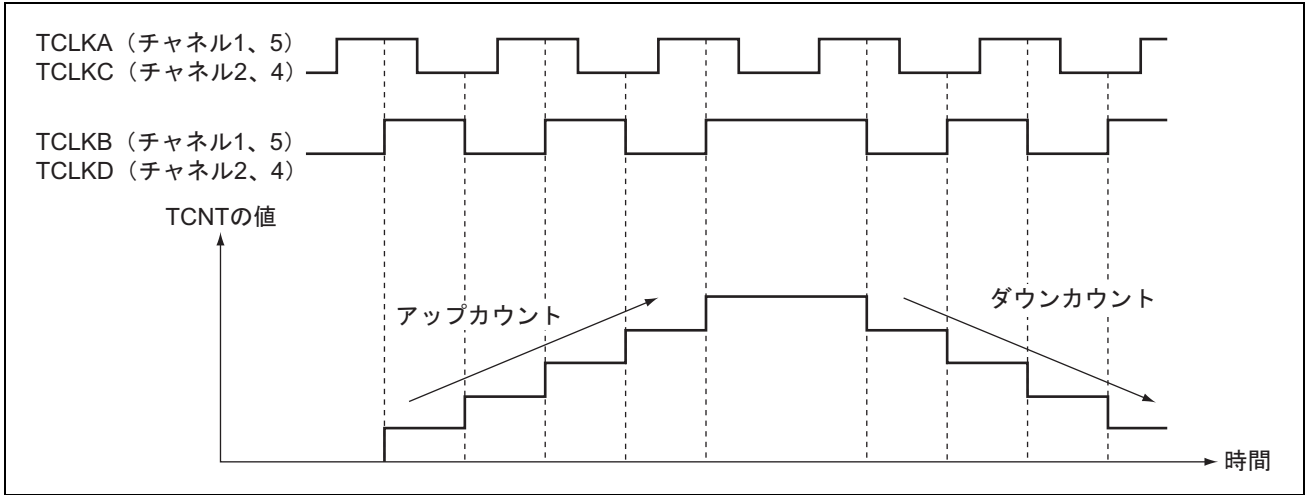 TCLKA（チャネル1、5）
TCLKC（チャネル2、4）
TCLKB（チャネル1、5）
TCLKD（チャネル2、4）
TCNTの値
アップカウント
ダウンカウント
時間